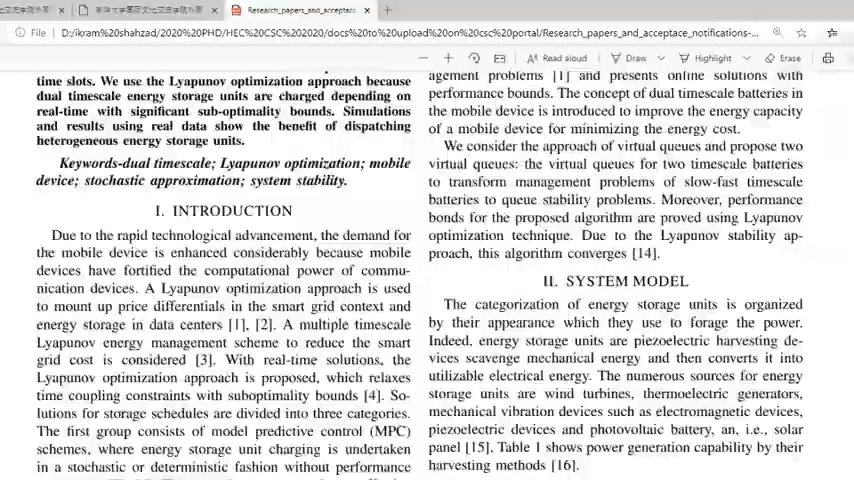 Research_papers_and_acceptace
File
D:/ikram%20shahzad/2020%20PHD/HEC%20CSC%202020/docs%20to%20upload%20on%20csc%20portal/Research_papers_and_acceptace_notifications-...
Read aloud
Draw
Highlight
Erase
time slots. We use the Lyapunov optimization approach because
dual timescale energy storage units are charged depending on
real-time with significant sub-optimality bounds. Simulations
and results using real data show the benefit of dispatching
heterogeneous energy storage units.
Keywords-dual timescale; Lyapunov optimization; mobile
device; stochastic approximation; system stability.
I. INTRODUCTION
Due to the rapid technological advancement, the demand for
the mobile device is enhanced considerably because mobile
devices have fortified the computational power of commu-
nication devices. A Lyapunov optimization approach is used
to mount up price differentials in the smart grid context and
energy storage in data centers [1], [2]. A multiple timescale
Lyapunov energy management scheme to reduce the smart
grid cost is considered [3]. With real-time solutions, the
Lyapunov optimization approach is proposed, which relaxes
time coupling constraints with suboptimality bounds [4]. So-
lutions for storage schedules are divided into three categories.
The first group consists of model predictive control (MPC)
schemes, where energy storage unit charging is undertaken
in a stochastic or deterministic fashion without performance
agement problems [1] and presents online solutions with
performance bounds. The concept of dual timescale batteries in
the mobile device is introduced to improve the energy capacity
of a mobile device for minimizing the energy cost.
We consider the approach of virtual queues and propose two
virtual queues: the virtual queues for two timescale batteries
to transform management problems of slow-fast timescale
batteries to queue stability problems. Moreover, performance
bonds for the proposed algorithm are proved using Lyapunov
optimization technique. Due to the Lyapunov stability ap-
proach, this algorithm converges [14].
II. SYSTEM MODEL
The categorization of energy storage units is organized
by their appearance which they use to forage the power.
Indeed, energy storage units are piezoelectric harvesting de-
vices scavenge mechanical energy and then converts it into
utilizable electrical energy. The numerous sources for energy
storage units are wind turbines, thermoelectric generators,
mechanical vibration devices such as electromagnetic devices,
piezoelectric devices and photovoltaic battery, an, i.e., solar
panel [15], Table 1 shows power generation capability by their
harvesting methods [16].